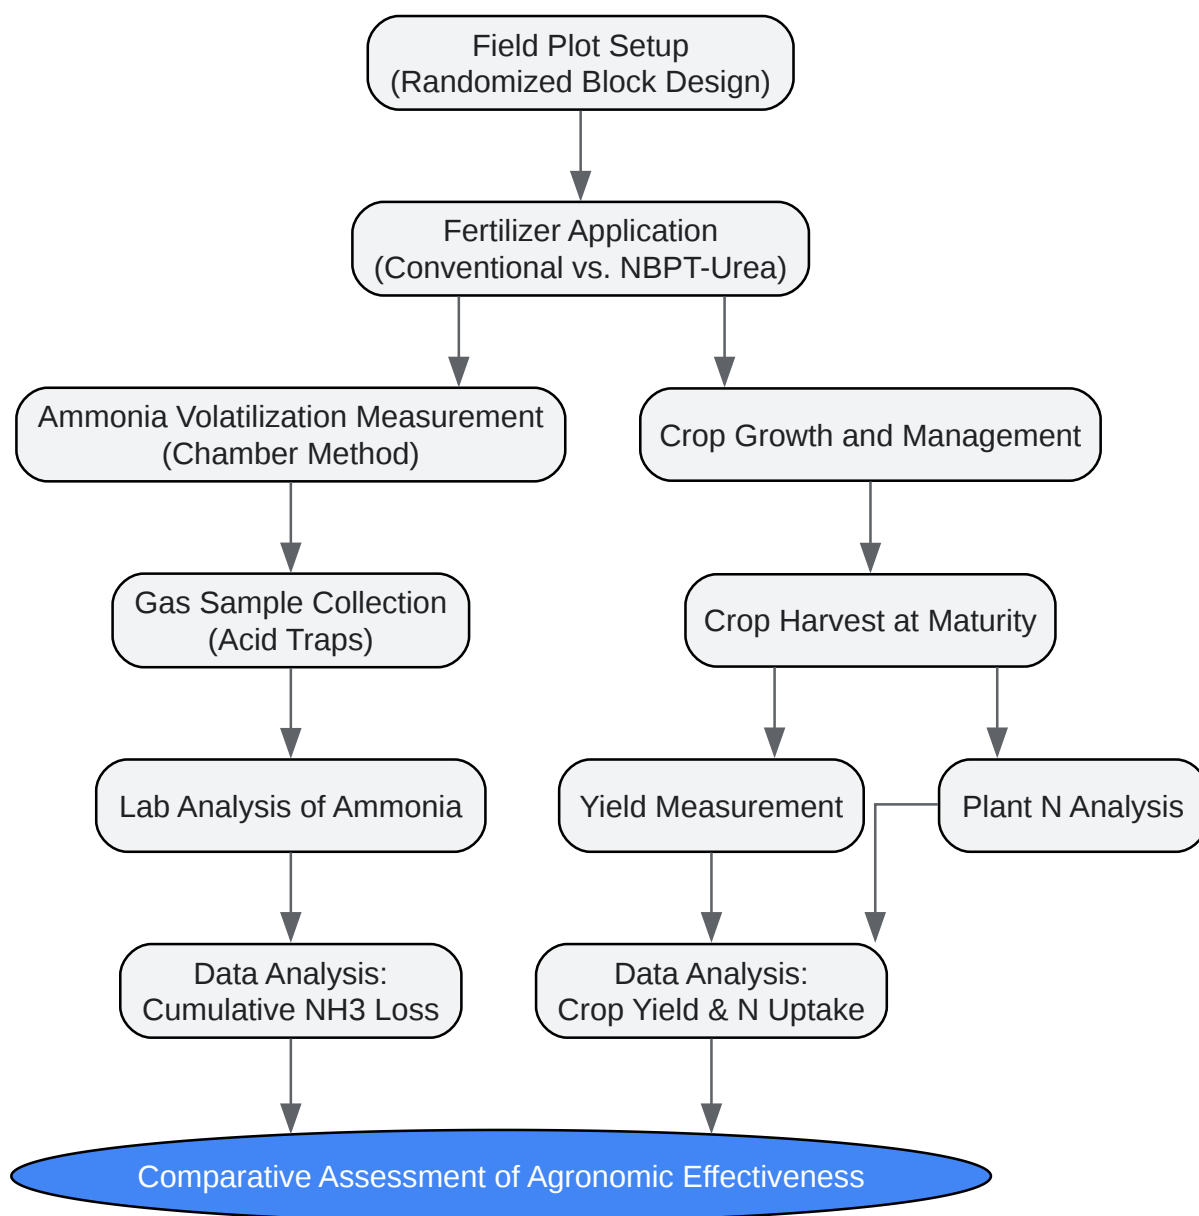 Field Plot Setup
(Randomized Block Design)
Fertilizer Application
(Conventional vs. NBPT-Urea)
Ammonia Volatilization Measurement
(Chamber Method)
Crop Growth and Management
Gas Sample Collection
(Acid Traps)
Crop Harvest at Maturity
Lab Analysis of Ammonia
Yield Measurement
Plant N Analysis
Data Analysis:
Cumulative NH3 Loss
Data Analysis:
Crop Yield & N Uptake
Comparative Assessment of Agronomic Effectiveness